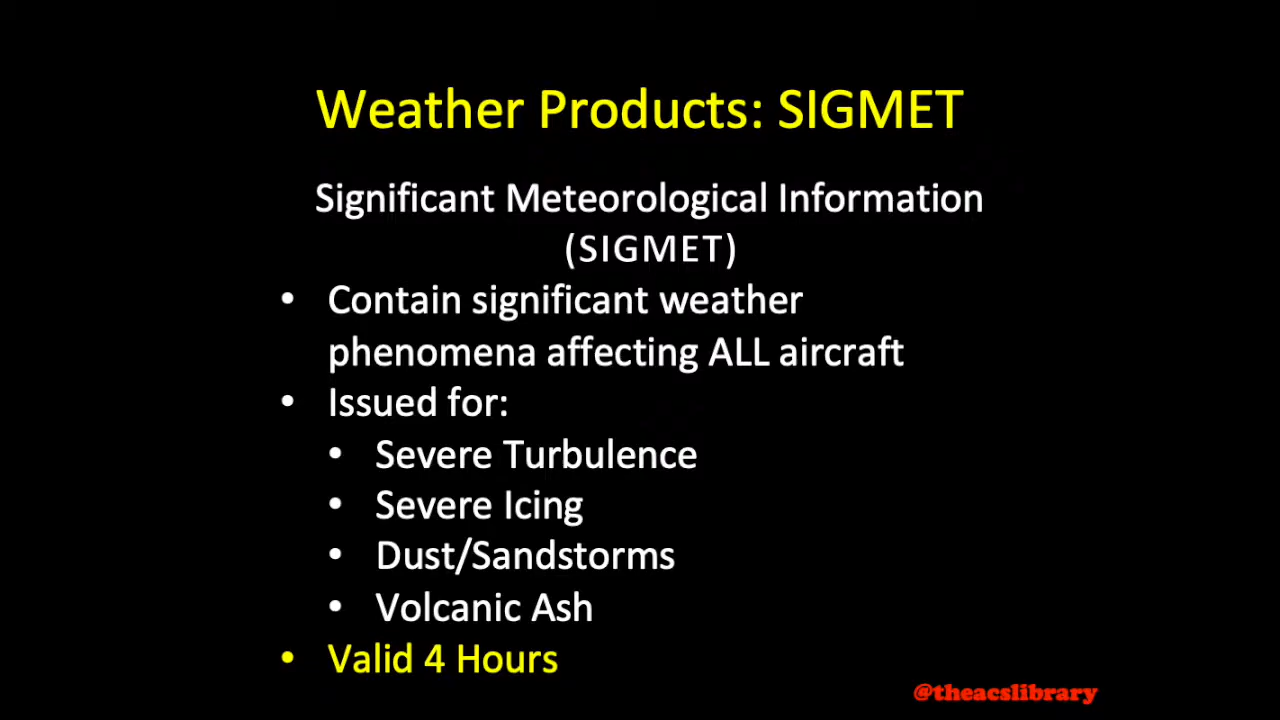 Weather Products: SIGMET
Significant Meteorological Information
(SIGMET)
• Contain significant weather
phenomena affecting ALL aircraft
• Issued for:
• Severe Turbulence
• Severe Icing
• Dust/Sandstorms
• Volcanic Ash
• Valid 4 Hours
@theacslibrary